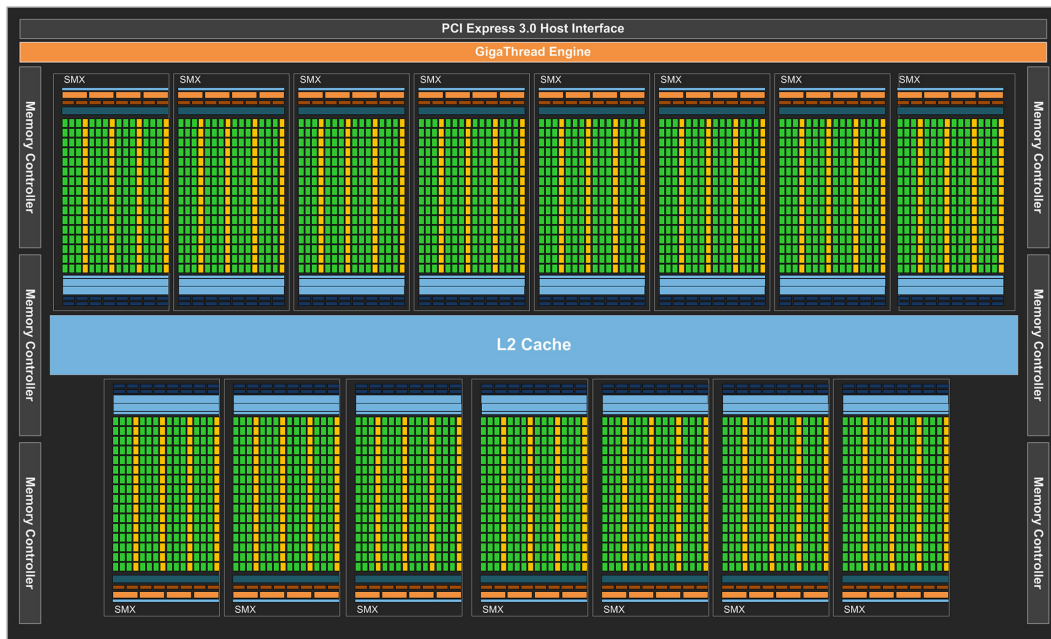 PCI Express 3.0 Host Interface
GigaThread Engine
SMX
SMX
SMX
SMX
SMX
SMX
SMX
SMX
Memory Controller
Memory Controller
Memory Controller
Memory Controller
Memory Controller
Memory Controller
L2 Cache
SMX
SMX
SMX
SMX
SMX
SMX
SMX